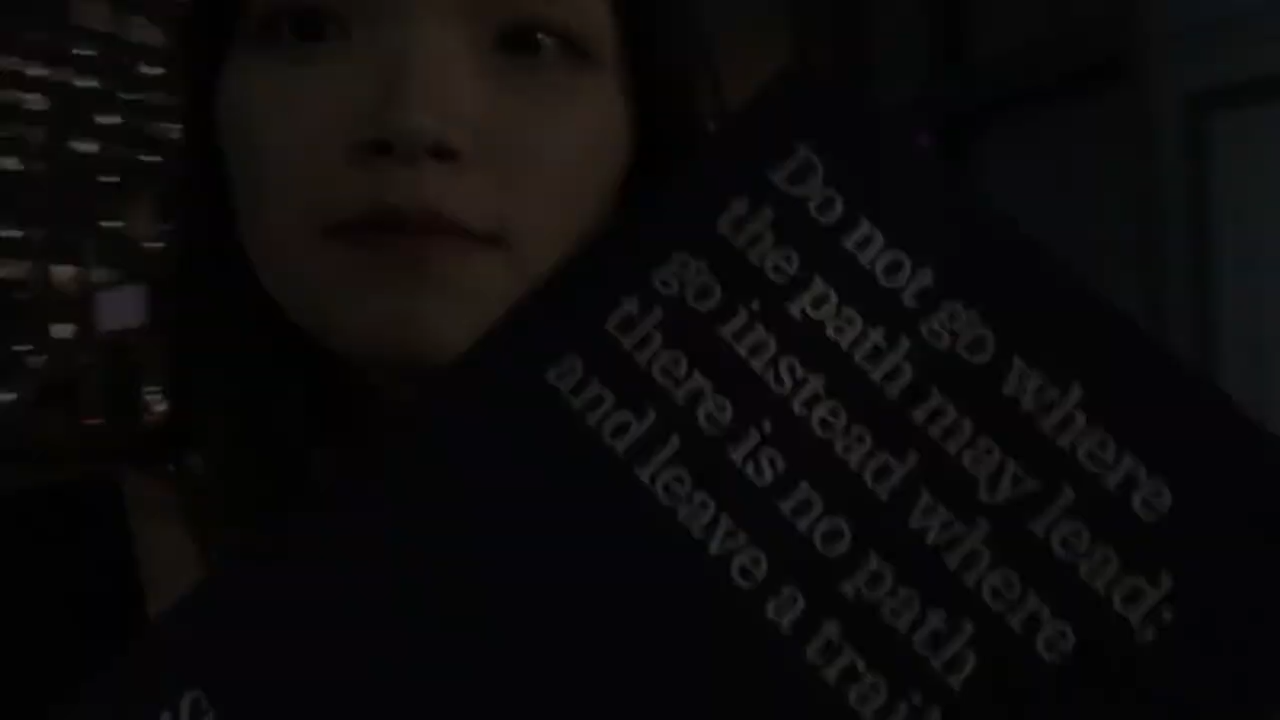 Do not go where
the path may lead;
go instead where
there is no path
and leave a trail